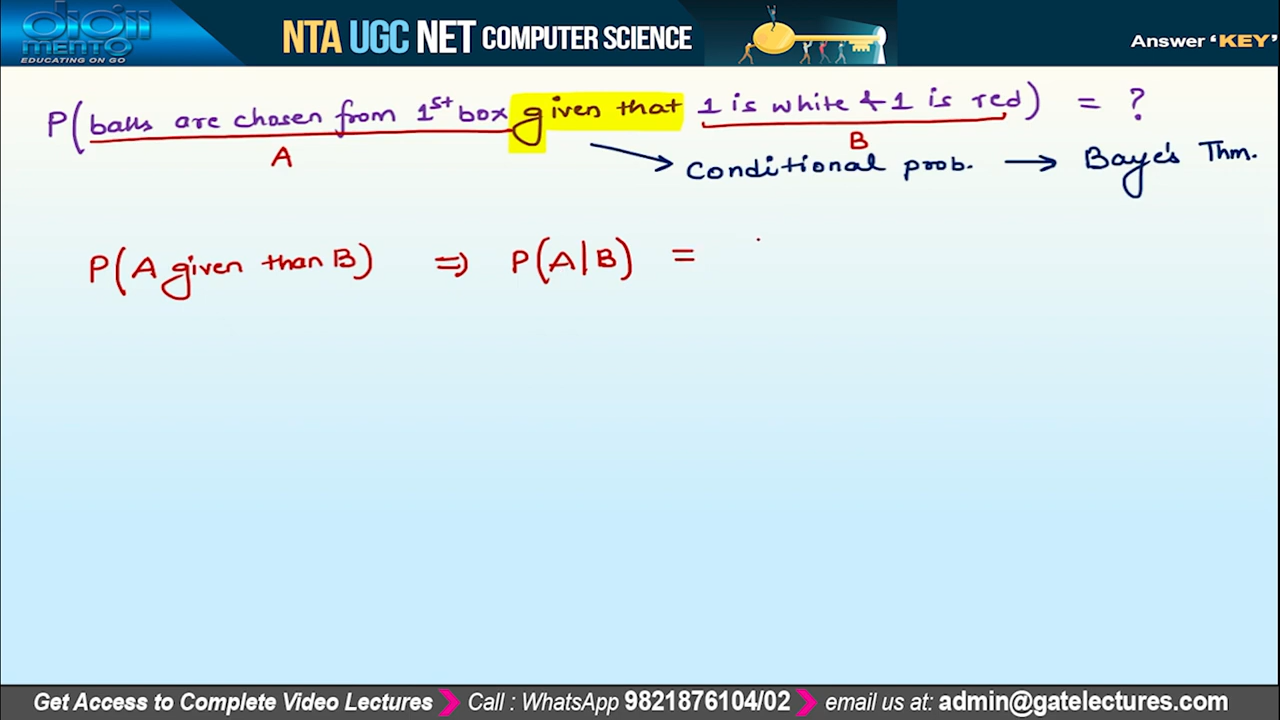 digii
MENTO
EDUCATING ON GO
NTA UGC NET COMPUTER SCIENCE
Answer ‘KEY’
P(balls are chosen from 1st box given that 1 is white & 1 is red) = ?
A
B
Conditional prob. → Baye's Thm.
P(A given than B) ⇒ P(A|B) =
Get Access to Complete Video Lectures Call : WhatsApp 9821876104/02 email us at: admin@gatelectures.com